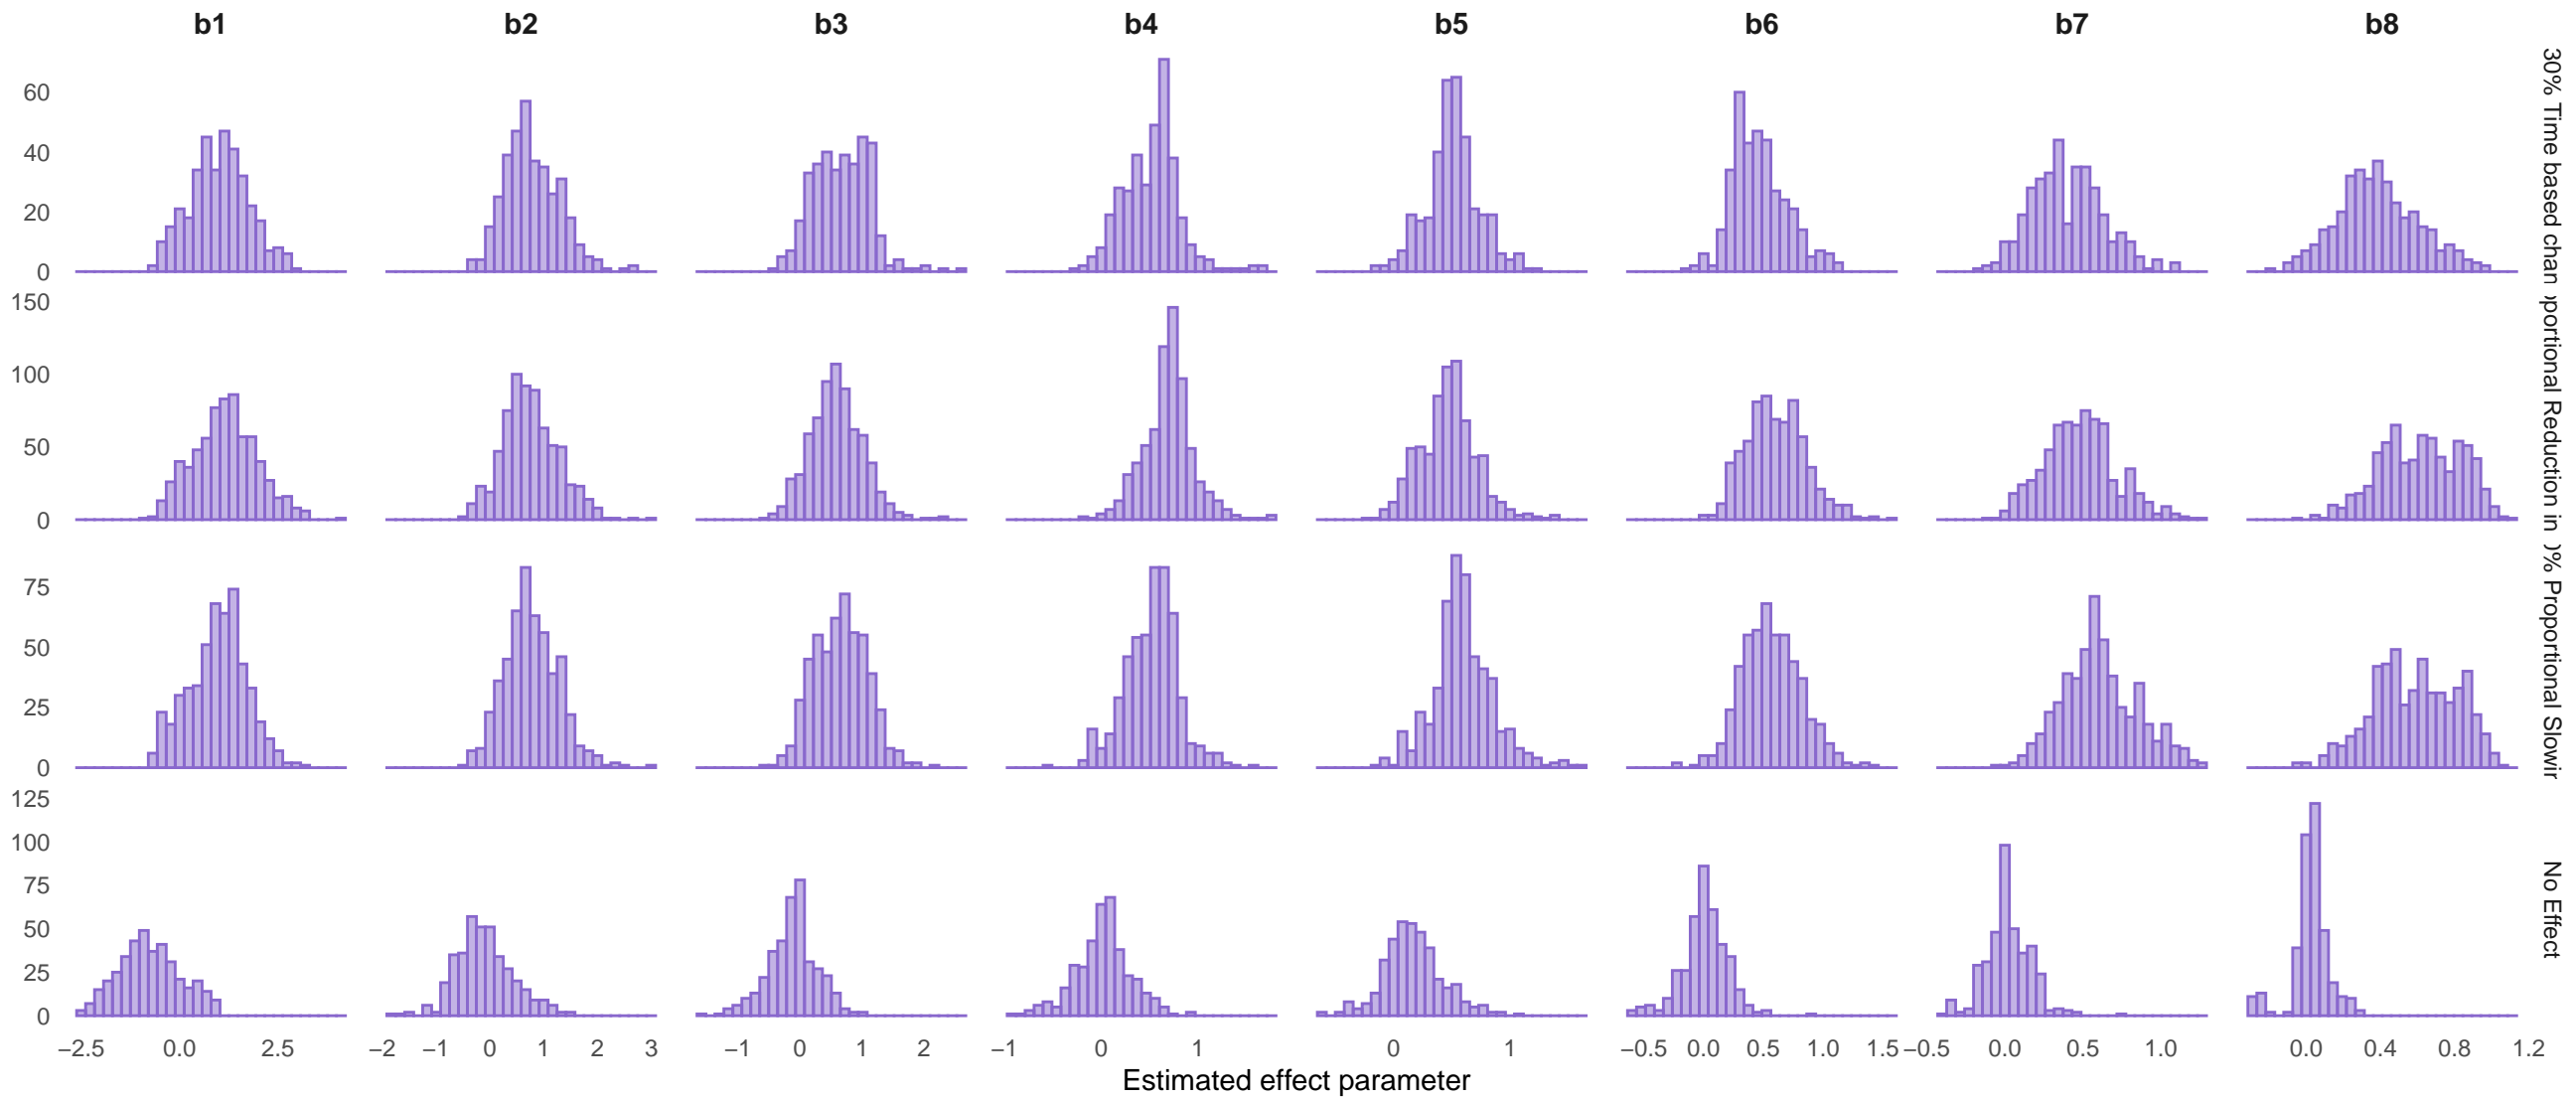 b1 b2 b3 b4 b5 b6 b7 b8
60
40
20
0
30% Time based chan
150
100
50
0
portional Reduction in
75
50
25
0
% Proportional Slowir
125
100
75
50
25
0
No Effect
−2.5 0.0 2.5 −2 −1 0 1 2 3 −1 0 1 2 −1 0 1 0 1 −0.5 0.0 0.5 1.0 1.5 −0.5 0.0 0.5 1.0 0.0 0.4 0.8 1.2
Estimated effect parameter